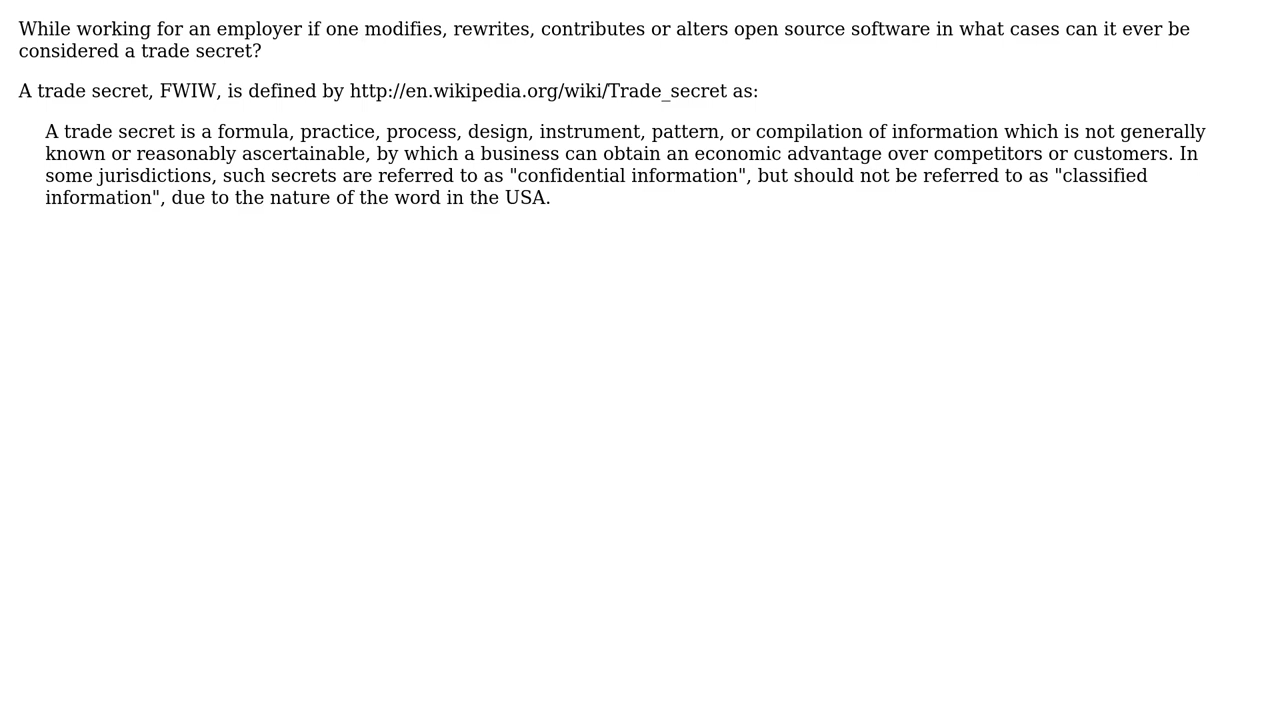 While working for an employer if one modifies, rewrites, contributes or alters open source software in what cases can it ever be
considered a trade secret?
A trade secret, FWIW, is defined by http://en.wikipedia.org/wiki/Trade_secret as:
A trade secret is a formula, practice, process, design, instrument, pattern, or compilation of information which is not generally
known or reasonably ascertainable, by which a business can obtain an economic advantage over competitors or customers. In
some jurisdictions, such secrets are referred to as "confidential information", but should not be referred to as "classified
information", due to the nature of the word in the USA.